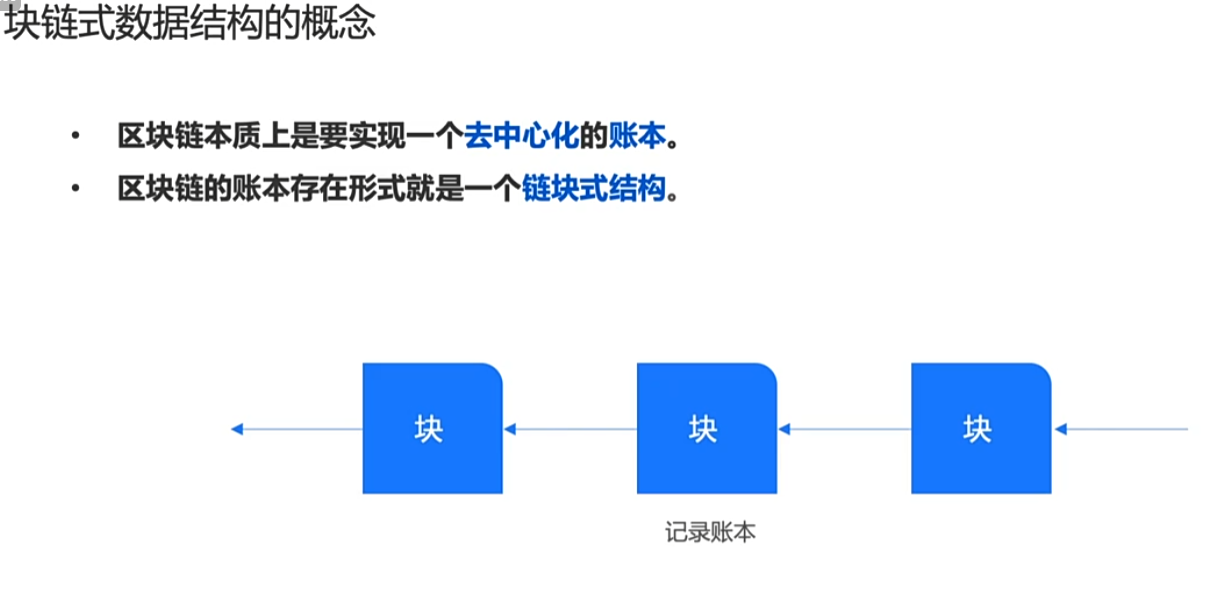 块链式数据结构的概念
• 区块链本质上是要实现一个去中心化的账本。
• 区块链的账本存在形式就是一个链块式结构。
块 块 块
记录账本